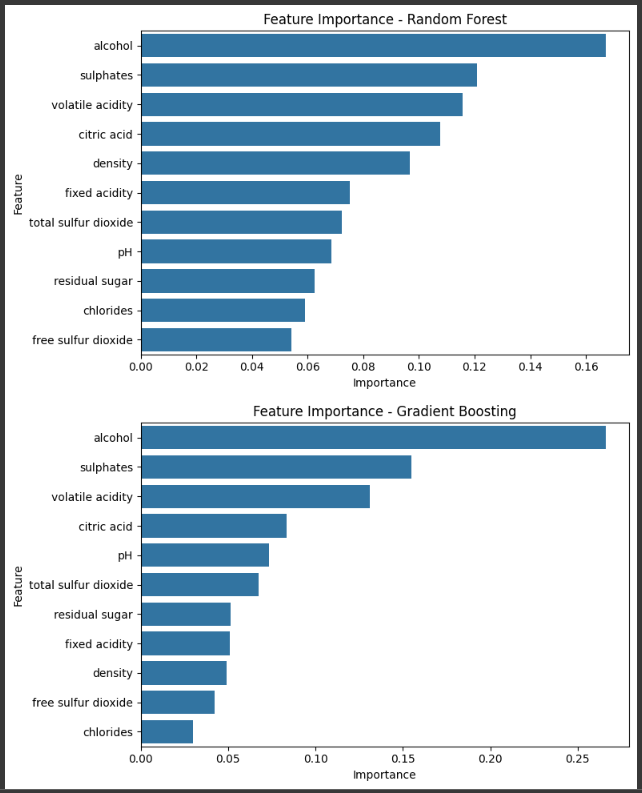 Feature Importance - Random Forest
alcohol
sulphates
volatile acidity
citric acid
density
fixed acidity
total sulfur dioxide
pH
residual sugar
chlorides
free sulfur dioxide
Feature
0.00 0.02 0.04 0.06 0.08 0.10 0.12 0.14 0.16
Importance
Feature Importance - Gradient Boosting
alcohol
sulphates
volatile acidity
citric acid
pH
total sulfur dioxide
residual sugar
fixed acidity
density
free sulfur dioxide
chlorides
Feature
0.00 0.05 0.10 0.15 0.20 0.25
Importance